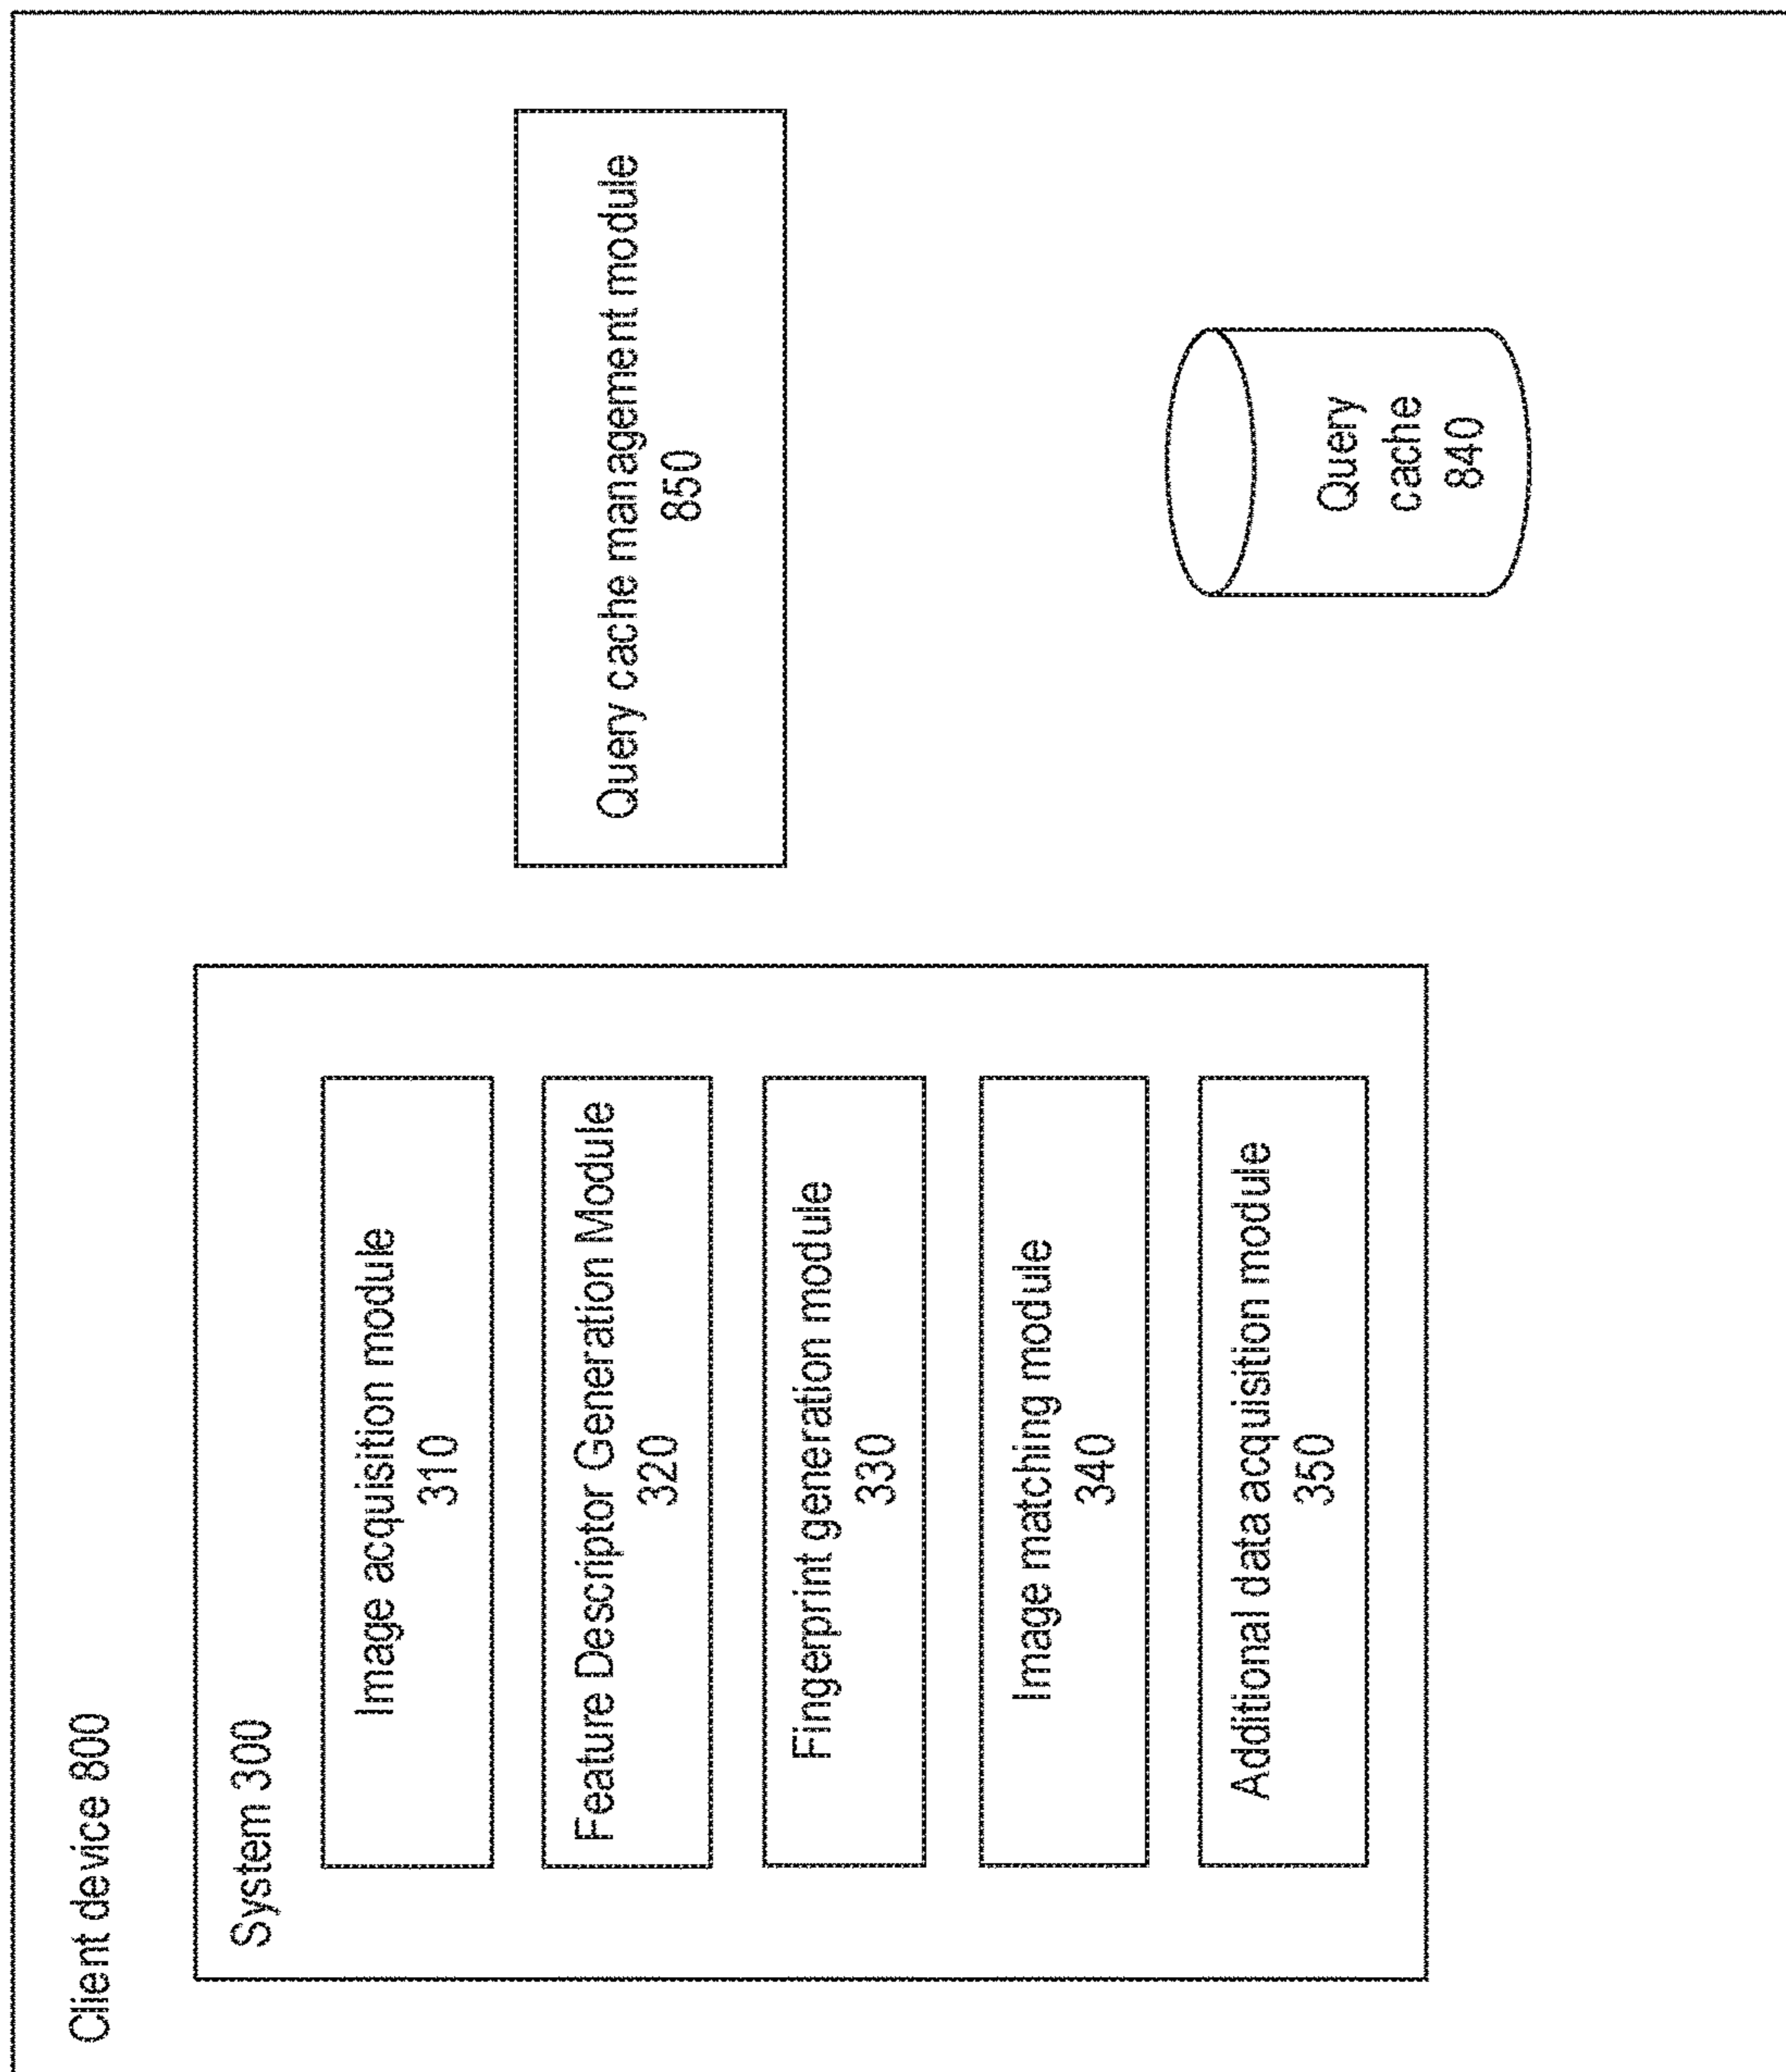 Client device 800
System 300
Image acquisition module
310
Feature Descriptor Generation Module
320
Fingerprint generation module
330
Image matching module
340
Additional data acquisition module
350
Query cache management module
850
Query
cache
840